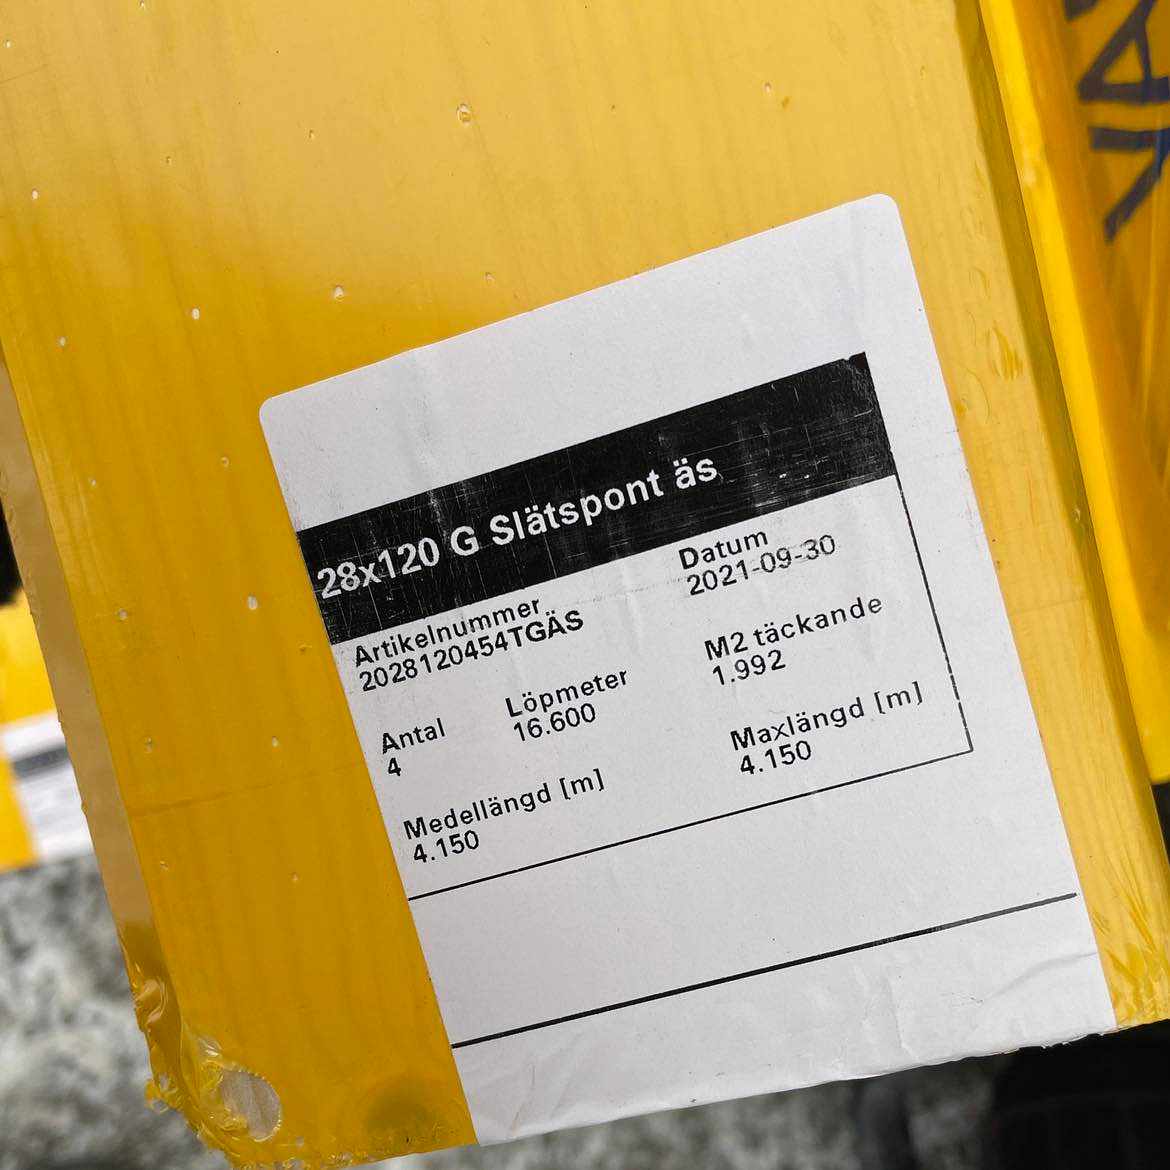 28x120 G Slätspont äs
Artikelnummer
2028120454TGÄS
Datum
2021-09-30
Antal
4
Löpmeter
16.600
M2 täckande
1.992
Medellängd [m]
4.150
Maxlängd [m]
4.150